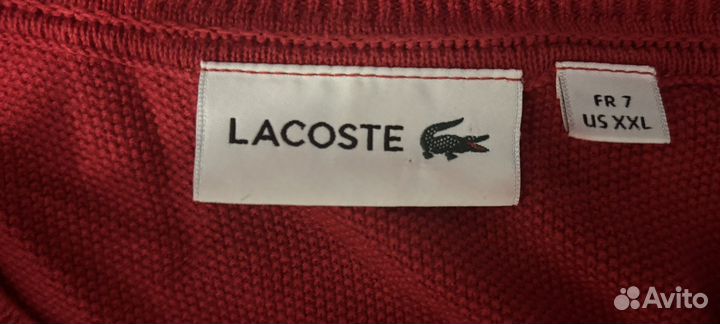 LACOSTE
FR 7
US XXL
Avito